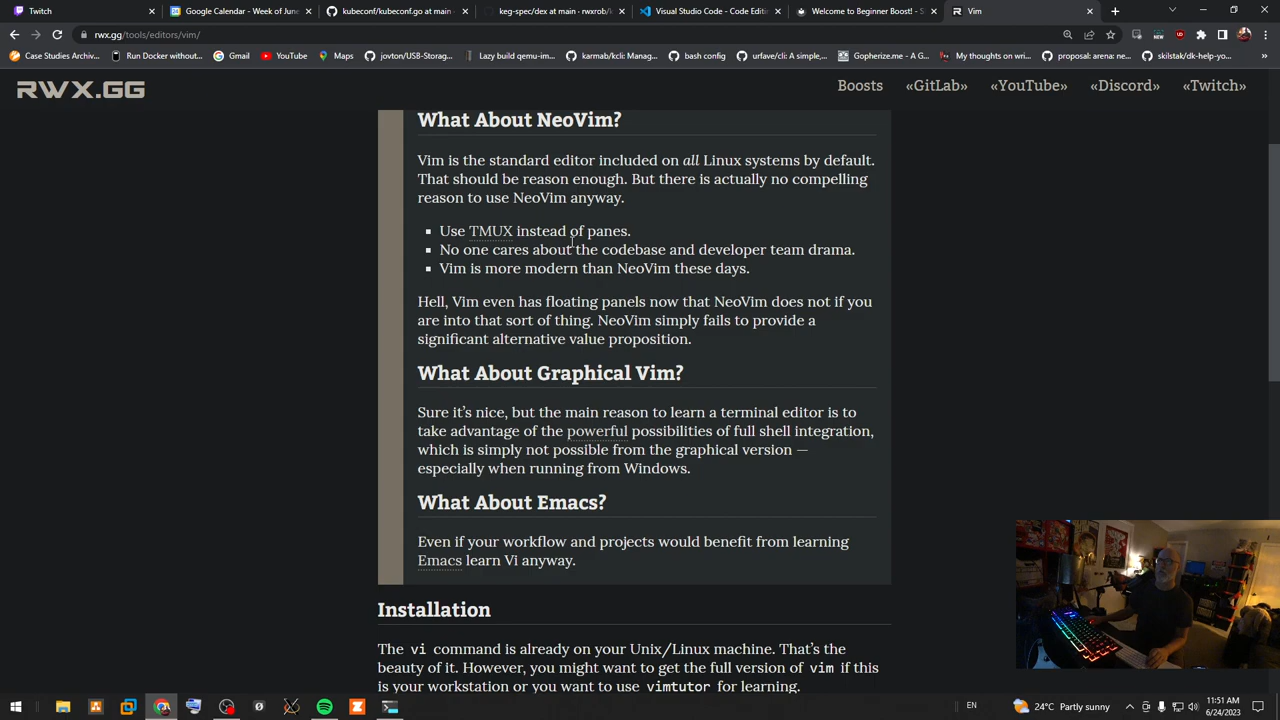 Twitch
Google Calendar - Week of June
kubeconf/kubeconf.go at main
keg-spec/dex at main · rwxrob/k
Visual Studio Code - Code Editin
Welcome to Beginner Boost! - S
Vim
rwx.gg/tools/editors/vim/
Case Studies Archiv...
Run Docker without...
Gmail
YouTube
Maps
jovton/USB-Storag...
Lazy build qemu-im...
karmab/kcli: Manag...
bash config
urfave/cli: A simple,...
Gopherize.me - A G...
My thoughts on wri...
proposal: arena: ne...
skilstak/dk-help-yo...
RWX.GG
Boosts
«GitLab»
«YouTube»
«Discord»
«Twitch»
What About NeoVim?
Vim is the standard editor included on all Linux systems by default.
That should be reason enough. But there is actually no compelling
reason to use NeoVim anyway.
Use TMUX instead of panes.
No one cares about the codebase and developer team drama.
Vim is more modern than NeoVim these days.
Hell, Vim even has floating panels now that NeoVim does not if you
are into that sort of thing. NeoVim simply fails to provide a
significant alternative value proposition.
What About Graphical Vim?
Sure it's nice, but the main reason to learn a terminal editor is to
take advantage of the powerful possibilities of full shell integration,
which is simply not possible from the graphical version —
especially when running from Windows.
What About Emacs?
Even if your workflow and projects would benefit from learning
Emacs learn Vi anyway.
Installation
The vi command is already on your Unix/Linux machine. That's the
beauty of it. However, you might want to get the full version of vim if this
is your workstation or you want to use vimtutor for learning.
24°C Partly sunny
EN
11:51 AM
6/24/2023